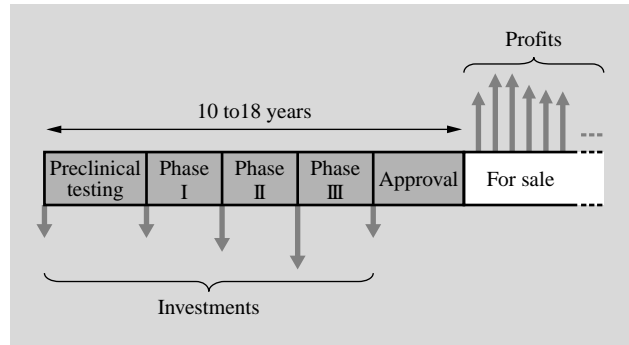 Profits
10 to18 years
Preclinical
testing
Phase
Ⅰ
Phase
Ⅱ
Phase
Ⅲ
Approval
For sale
Investments